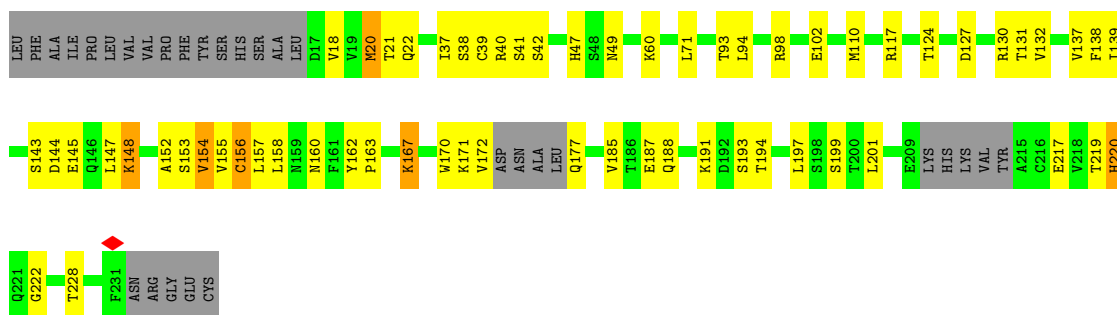 LEU PHE ALA ILE PRO LEU VAL VAL PRO PHE TYR SER HIS SER ALA LEU D17 V18 V19 M20 T21 Q22 I37 S38 C39 R40 S41 S42 H47 S48 N49 K60 L71 T93 L94 R98 E102 M110 R117 T124 D127 R130 T131 V132 V137 F138
S143 D144 E145 Q146 L147 K148 A152 S153 V154 V155 C156 L157 L158 N159 N160 F161 Y162 P163 K167 W170 K171 V172 ASP ASN ALA LEU Q177 V185 T186 E187 Q188 K191 D192 S193 T194 L197 S198 S199 T200 L201 E209 LYS HIS LYS VAL TYR A215 C216 E217 V218 T219 H220
Q221 G222 T228 F231 ASN ARG GLY GLU CYS